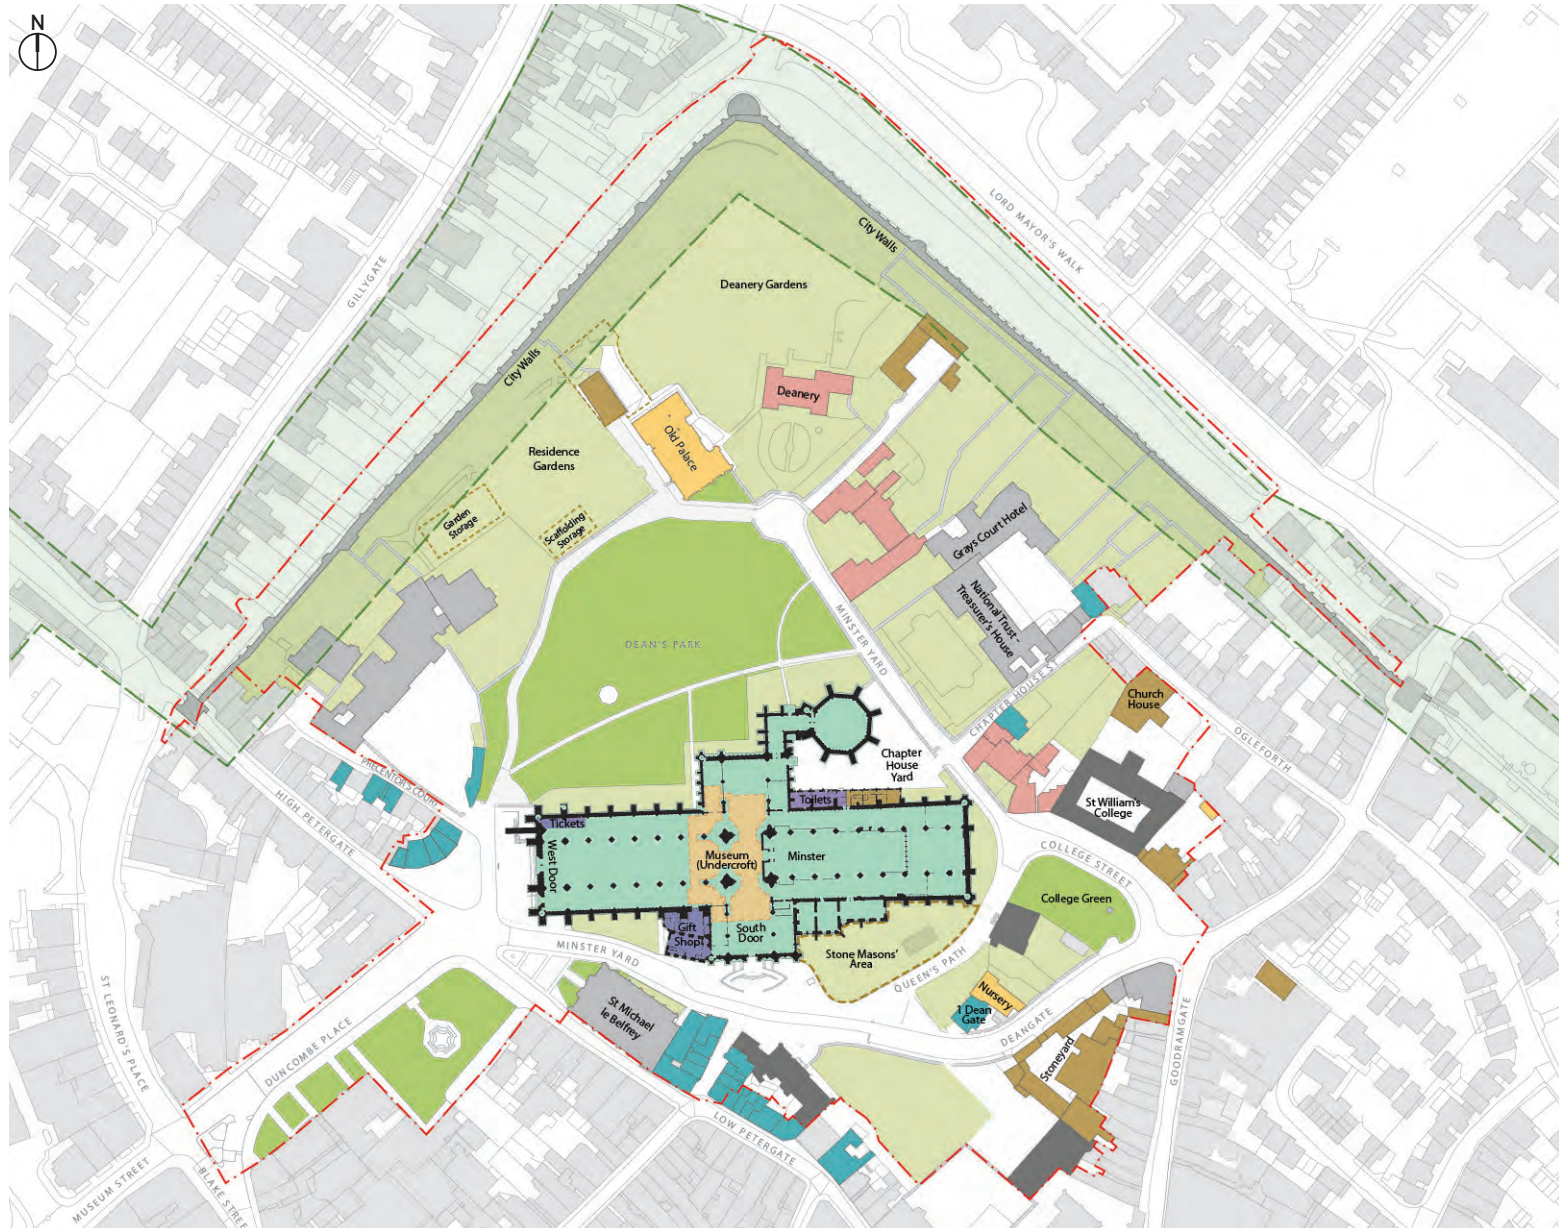 N
GILLYGATE
LORD MAYOR'S WALK
City Walls
Deanery Gardens
City Walls
Deanery
Old Palace
Residence
Gardens
Garden
Storage
Scaffolding
Storage
Grays Court Hotel
National Trust -
Treasurer's House
MINSTER YARD
DEAN'S PARK
CHAPTER HOUSE S
Church
House
OGLEFORTH
Chapter
House
Yard
PRECENTOR'S COURT
HIGH PETERGATE
Toilets
St William's
College
Tickets
West Door
Museum
(Undercroft)
Minster
COLLEGE STREET
College Green
Gift
Shop
South
Door
MINSTER YARD
Stone Masons'
Area
QUEEN'S PATH
Nursery
1 Dean
Gate
St Michael
le Belfrey
DEANGATE
Stoneyard
GOODRAMGATE
ST LEONARD'S PLACE
DUNCOMBE PLACE
LOW PETERGATE
MUSEUM STREET
BLAKE STREE